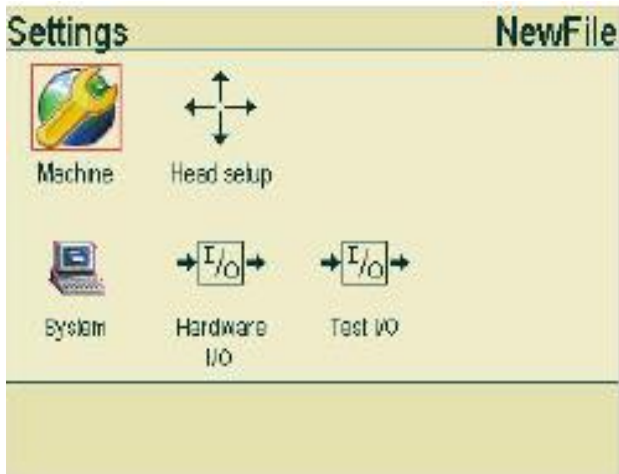 Settings NewFile
Machine Head setup
I/O I/O
System Hardware Test I/O
I/O